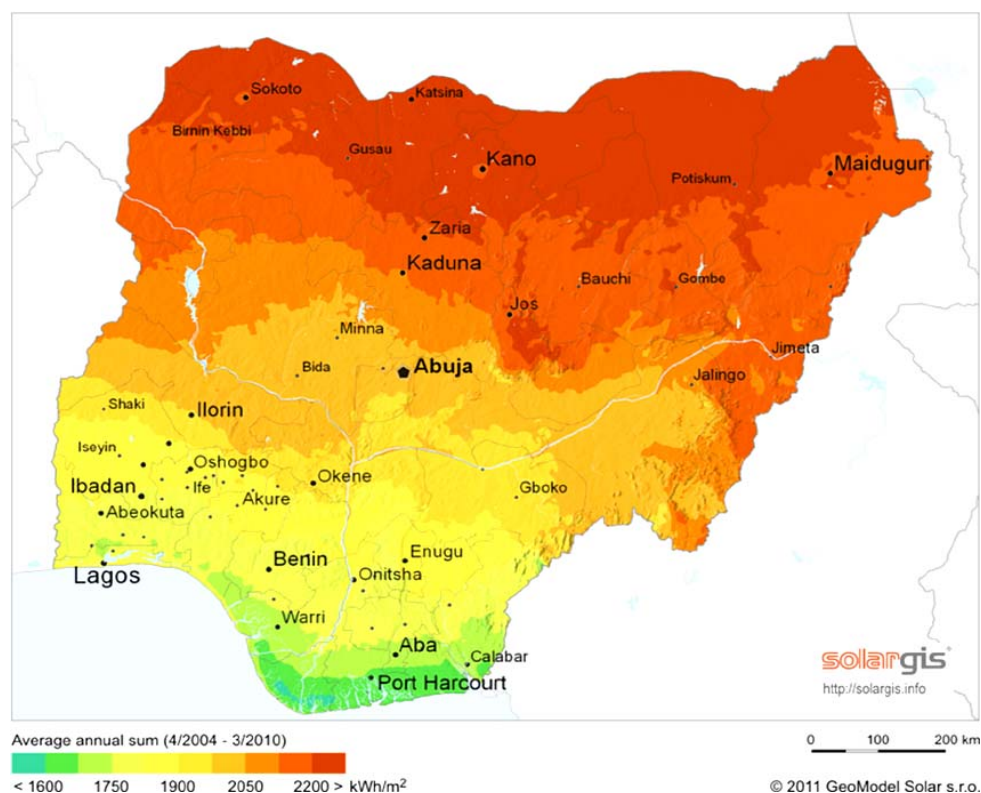 Sokoto
Katsina
Birnin Kebbi
Gusau
Kano
Maiduguri
Potiskum
Zaria
Kaduna
Bauchi
Gombe
Jos
Minna
Jimeta
Bida
Abuja
Jalingo
Shaki
Ilorin
Iseyin
Oshogbo
Okene
Ibadan
Ife
Gboko
Akure
Abeokuta
Benin
Enugu
Lagos
Onitsha
Warri
Aba
Calabar
Port Harcourt
solargis
http://solargis.info
Average annual sum (4/2004 - 3/2010)
0 100 200 km
< 1600 1750 1900 2050 2200 > kWh/m²
© 2011 GeoModel Solar s.r.o.